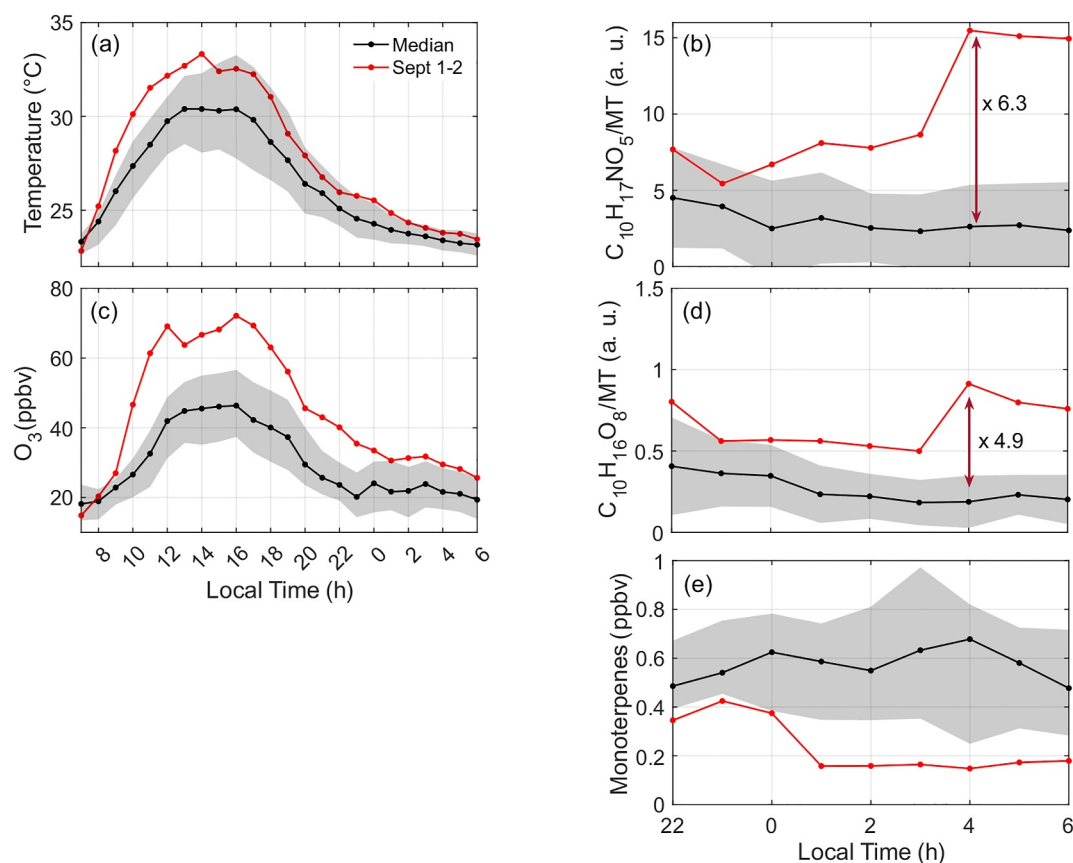 (a)
Median
Sept 1-2
Temperature (°C)
35
30
25
(b)
C10H17NO5/MT (a. u.)
15
10
5
0
x 6.3
(c)
O3(ppbv)
80
60
40
20
8 10 12 14 16 18 20 22 0 2 4 6
Local Time (h)
(d)
C10H16O8/MT (a. u.)
1.5
1
0.5
0
x 4.9
(e)
Monoterpenes (ppbv)
1
0.8
0.6
0.4
0.2
0
22 0 2 4 6
Local Time (h)